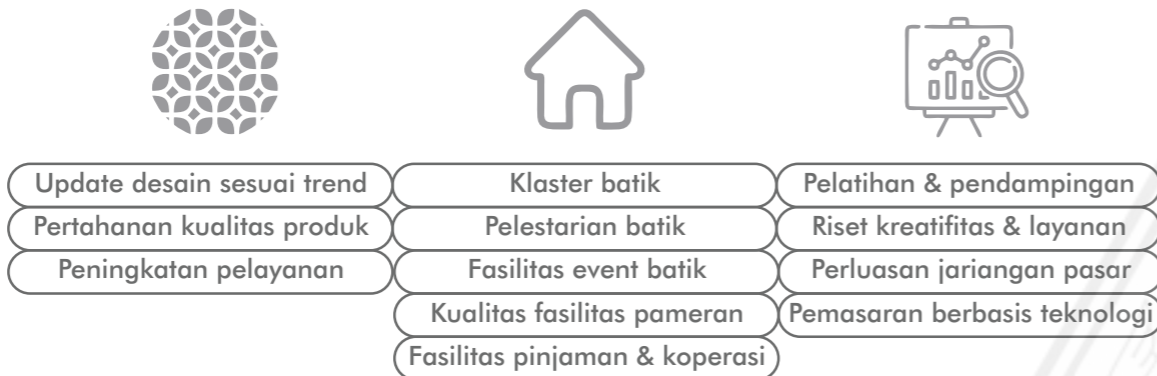 Update desain sesuai trend
Pertahanan kualitas produk
Peningkatan pelayanan
Klaster batik
Pelestarian batik
Fasilitas event batik
Kualitas fasilitas pameran
Fasilitas pinjaman & koperasi
Pelatihan & pendampingan
Riset kreatifitas & layanan
Perluasan jariangan pasar
Pemasaran berbasis teknologi